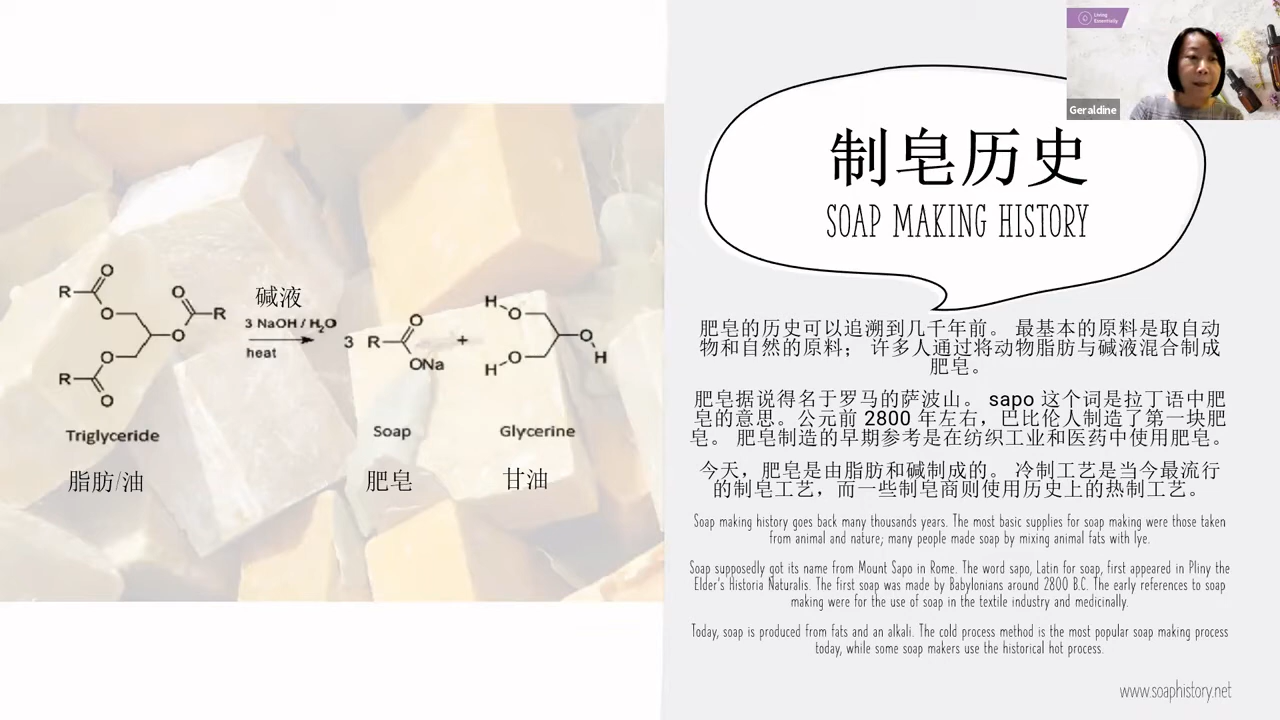 Living
Essentially
Geraldine
制皂历史
SOAP MAKING HISTORY
肥皂的历史可以追溯到几千年前。 最基本的原料是取自动
物和自然的原料； 许多人通过将动物脂肪与碱液混合制成
肥皂。
肥皂据说得名于罗马的萨波山。 sapo 这个词是拉丁语中肥
皂的意思。公元前 2800 年左右，巴比伦人制造了第一块肥
皂。 肥皂制造的早期参考是在纺织工业和医药中使用肥皂。
今天，肥皂是由脂肪和碱制成的。 冷制工艺是当今最流行
的制皂工艺，而一些制皂商则使用历史上的热制工艺。
Soap making history goes back many thousands years. The most basic supplies for soap making were those taken
from animal and nature; many people made soap by mixing animal fats with lye.
Soap supposedly got its name from Mount Sapo in Rome. The word sapo, Latin for soap, first appeared in Pliny the
Elder's Historia Naturalis. The first soap was made by Babylonians around 2800 B.C. The early references to soap
making were for the use of soap in the textile industry and medicinally.
Today, soap is produced from fats and an alkali. The cold process method is the most popular soap making process
today, while some soap makers use the historical hot process.
www.soaphistory.net
R
O
O
O
R
O
O
R
O
碱液
3 NaOH / H₂O
heat
3 R
O
ONa
+
H
O
O
H
H
O
Triglyceride
Soap
Glycerine
脂肪/油
肥皂
甘油